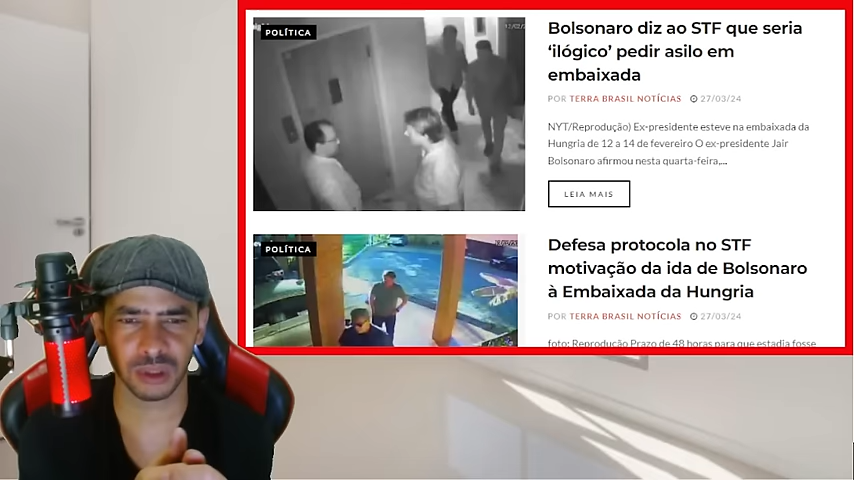 POLÍTICA
Bolsonaro diz ao STF que seria
‘ilógico’ pedir asilo em
embaixada
POR TERRA BRASIL NOTÍCIAS 27/03/24
NYT/Reprodução) Ex-presidente esteve na embaixada da
Hungria de 12 a 14 de fevereiro O ex-presidente Jair
Bolsonaro afirmou nesta quarta-feira,...
LEIA MAIS
POLÍTICA
Defesa protocola no STF
motivação da ida de Bolsonaro
à Embaixada da Hungria
POR TERRA BRASIL NOTÍCIAS 27/03/24
foto: Reprodução Prazo de 48 horas para que estadia fosse